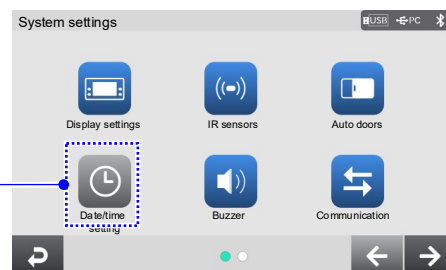 System settings
USB PC
Display settings
IR sensors
Auto doors
Date/time
setting
Buzzer
Communication